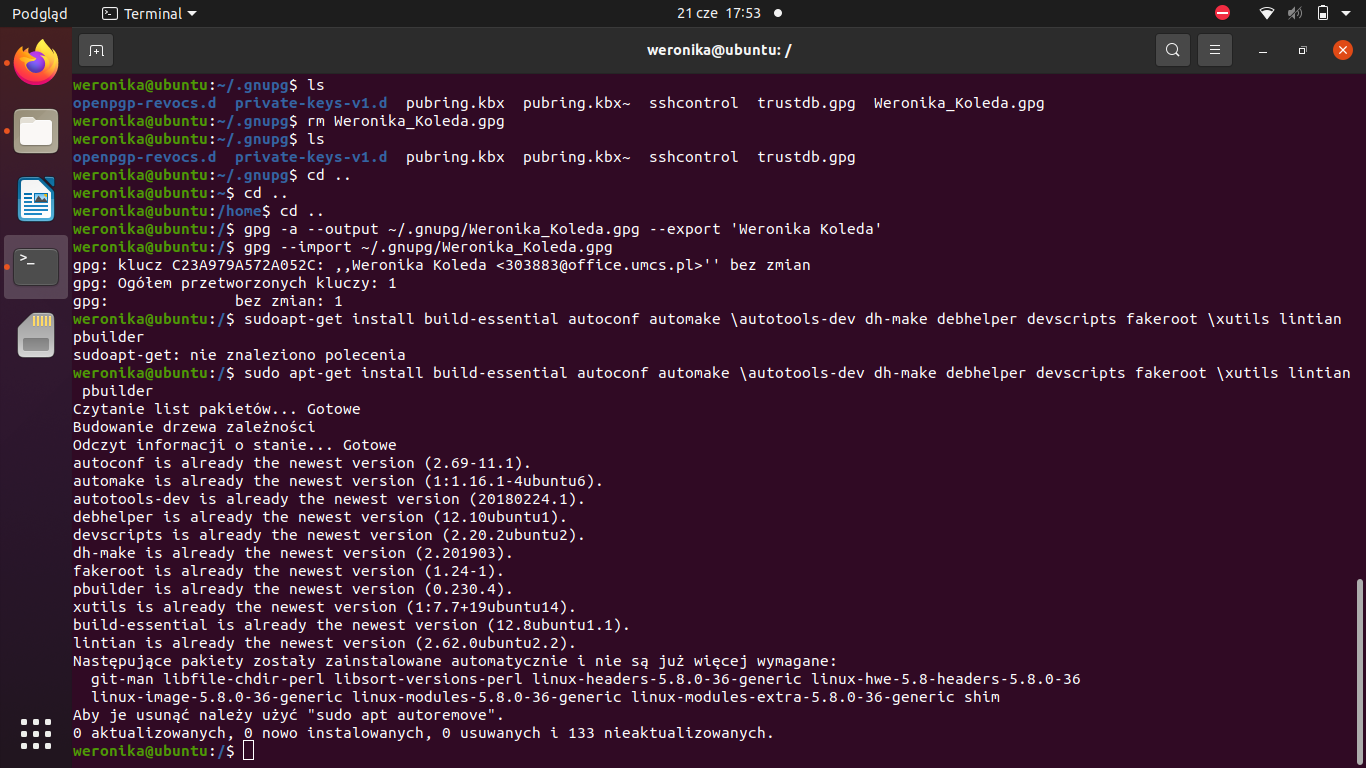 Podgląd
Terminal
21 cze 17:53
weronika@ubuntu: /
weronika@ubuntu:~/.gnupg$ ls
openpgp-revocs.d  private-keys-v1.d  pubring.kbx  pubring.kbx~  sshcontrol  trustdb.gpg  Weronika_Koleda.gpg
weronika@ubuntu:~/.gnupg$ rm Weronika_Koleda.gpg
weronika@ubuntu:~/.gnupg$ ls
openpgp-revocs.d  private-keys-v1.d  pubring.kbx  pubring.kbx~  sshcontrol  trustdb.gpg
weronika@ubuntu:~/.gnupg$ cd ..
weronika@ubuntu:~$ cd ..
weronika@ubuntu:/home$ cd ..
weronika@ubuntu:/$ gpg -a --output ~/.gnupg/Weronika_Koleda.gpg --export 'Weronika Koleda'
weronika@ubuntu:/$ gpg --import ~/.gnupg/Weronika_Koleda.gpg
gpg: klucz C23A979A572A052C: ,,Weronika Koleda <303883@office.umcs.pl>'' bez zmian
gpg: Ogółem przetworzonych kluczy: 1
gpg:              bez zmian: 1
weronika@ubuntu:/$ sudoapt-get install build-essential autoconf automake \autotools-dev dh-make debhelper devscripts fakeroot \xutils lintian
pbuilder
sudoapt-get: nie znaleziono polecenia
weronika@ubuntu:/$ sudo apt-get install build-essential autoconf automake \autotools-dev dh-make debhelper devscripts fakeroot \xutils lintian
 pbuilder
Czytanie list pakietów... Gotowe
Budowanie drzewa zależności
Odczyt informacji o stanie... Gotowe
autoconf is already the newest version (2.69-11.1).
automake is already the newest version (1:1.16.1-4ubuntu6).
autotools-dev is already the newest version (20180224.1).
debhelper is already the newest version (12.10ubuntu1).
devscripts is already the newest version (2.20.2ubuntu2).
dh-make is already the newest version (2.201903).
fakeroot is already the newest version (1.24-1).
pbuilder is already the newest version (0.230.4).
xutils is already the newest version (1:7.7+19ubuntu14).
build-essential is already the newest version (12.8ubuntu1.1).
lintian is already the newest version (2.62.0ubuntu2.2).
Następujące pakiety zostały zainstalowane automatycznie i nie są już więcej wymagane:
  git-man libfile-chdir-perl libsort-versions-perl linux-headers-5.8.0-36-generic linux-hwe-5.8-headers-5.8.0-36
  linux-image-5.8.0-36-generic linux-modules-5.8.0-36-generic linux-modules-extra-5.8.0-36-generic shim
Aby je usunąć należy użyć "sudo apt autoremove".
0 aktualizowanych, 0 nowo instalowanych, 0 usuwanych i 133 nieaktualizowanych.
weronika@ubuntu:/$